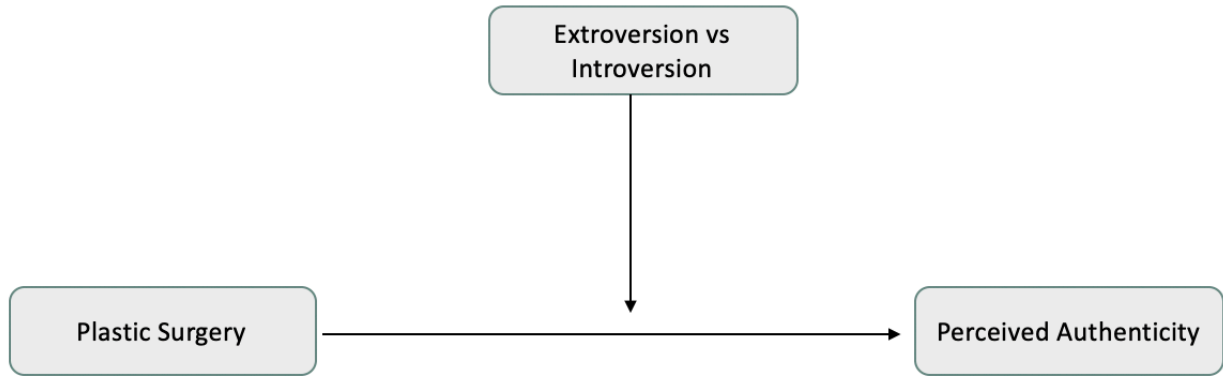 Extroversion vs
Introversion
Plastic Surgery
Perceived Authenticity